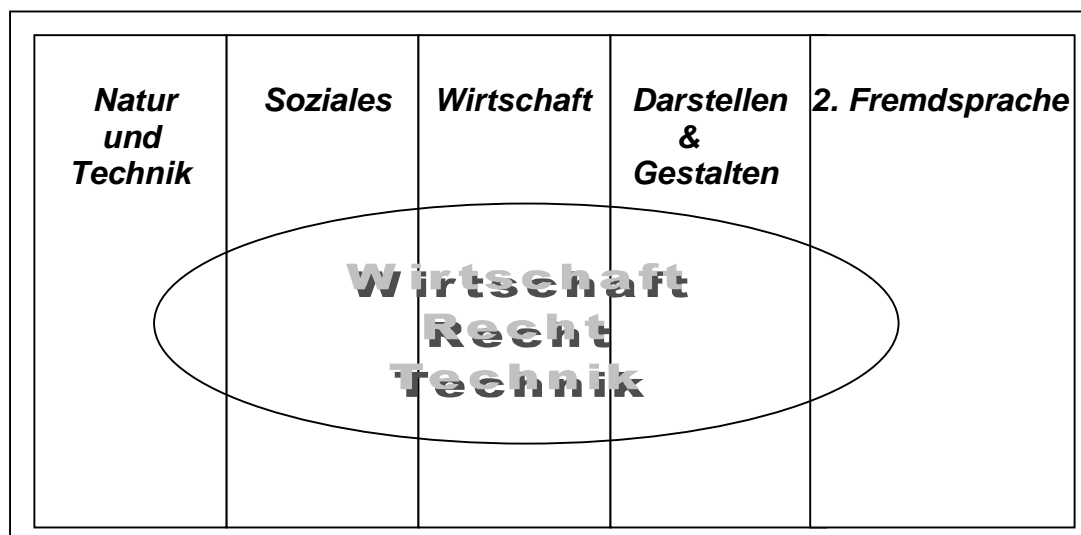 Natur
und
Technik
Soziales
Wirtschaft
Darstellen
&
Gestalten
2. Fremdsprache
Wirtschaft
Recht
Technik